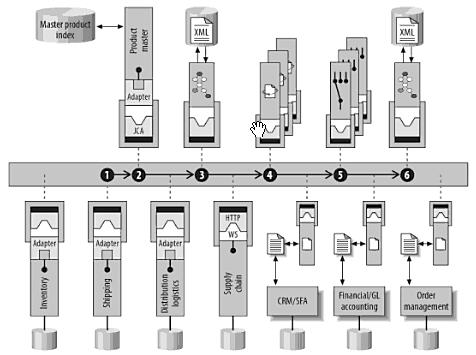 Master product
index
Product
master
Adapter
JCA
XML
XML
1
2
3
4
5
6
Adapter
Inventory
Adapter
Shipping
Adapter
Distribution
logistics
HTTP
WS
Supply
chain
CRM/SFA
Financial/GL
accounting
Order
management